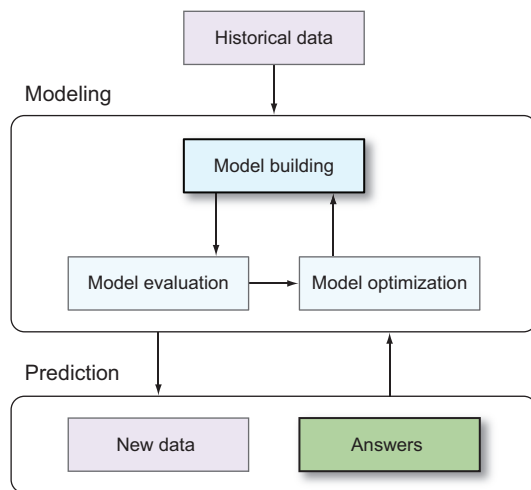 Historical data
Modeling
Model building
Model evaluation
Model optimization
Prediction
New data
Answers